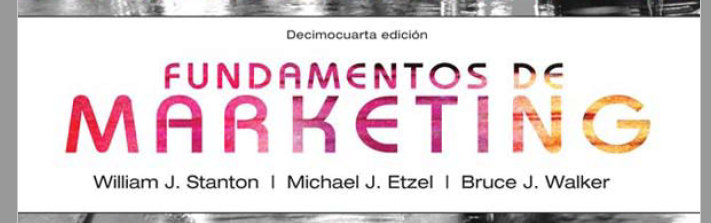 Decimocuarta edición
FUNDAMENTOS DE
MARKETING
William J. Stanton | Michael J. Etzel | Bruce J. Walker